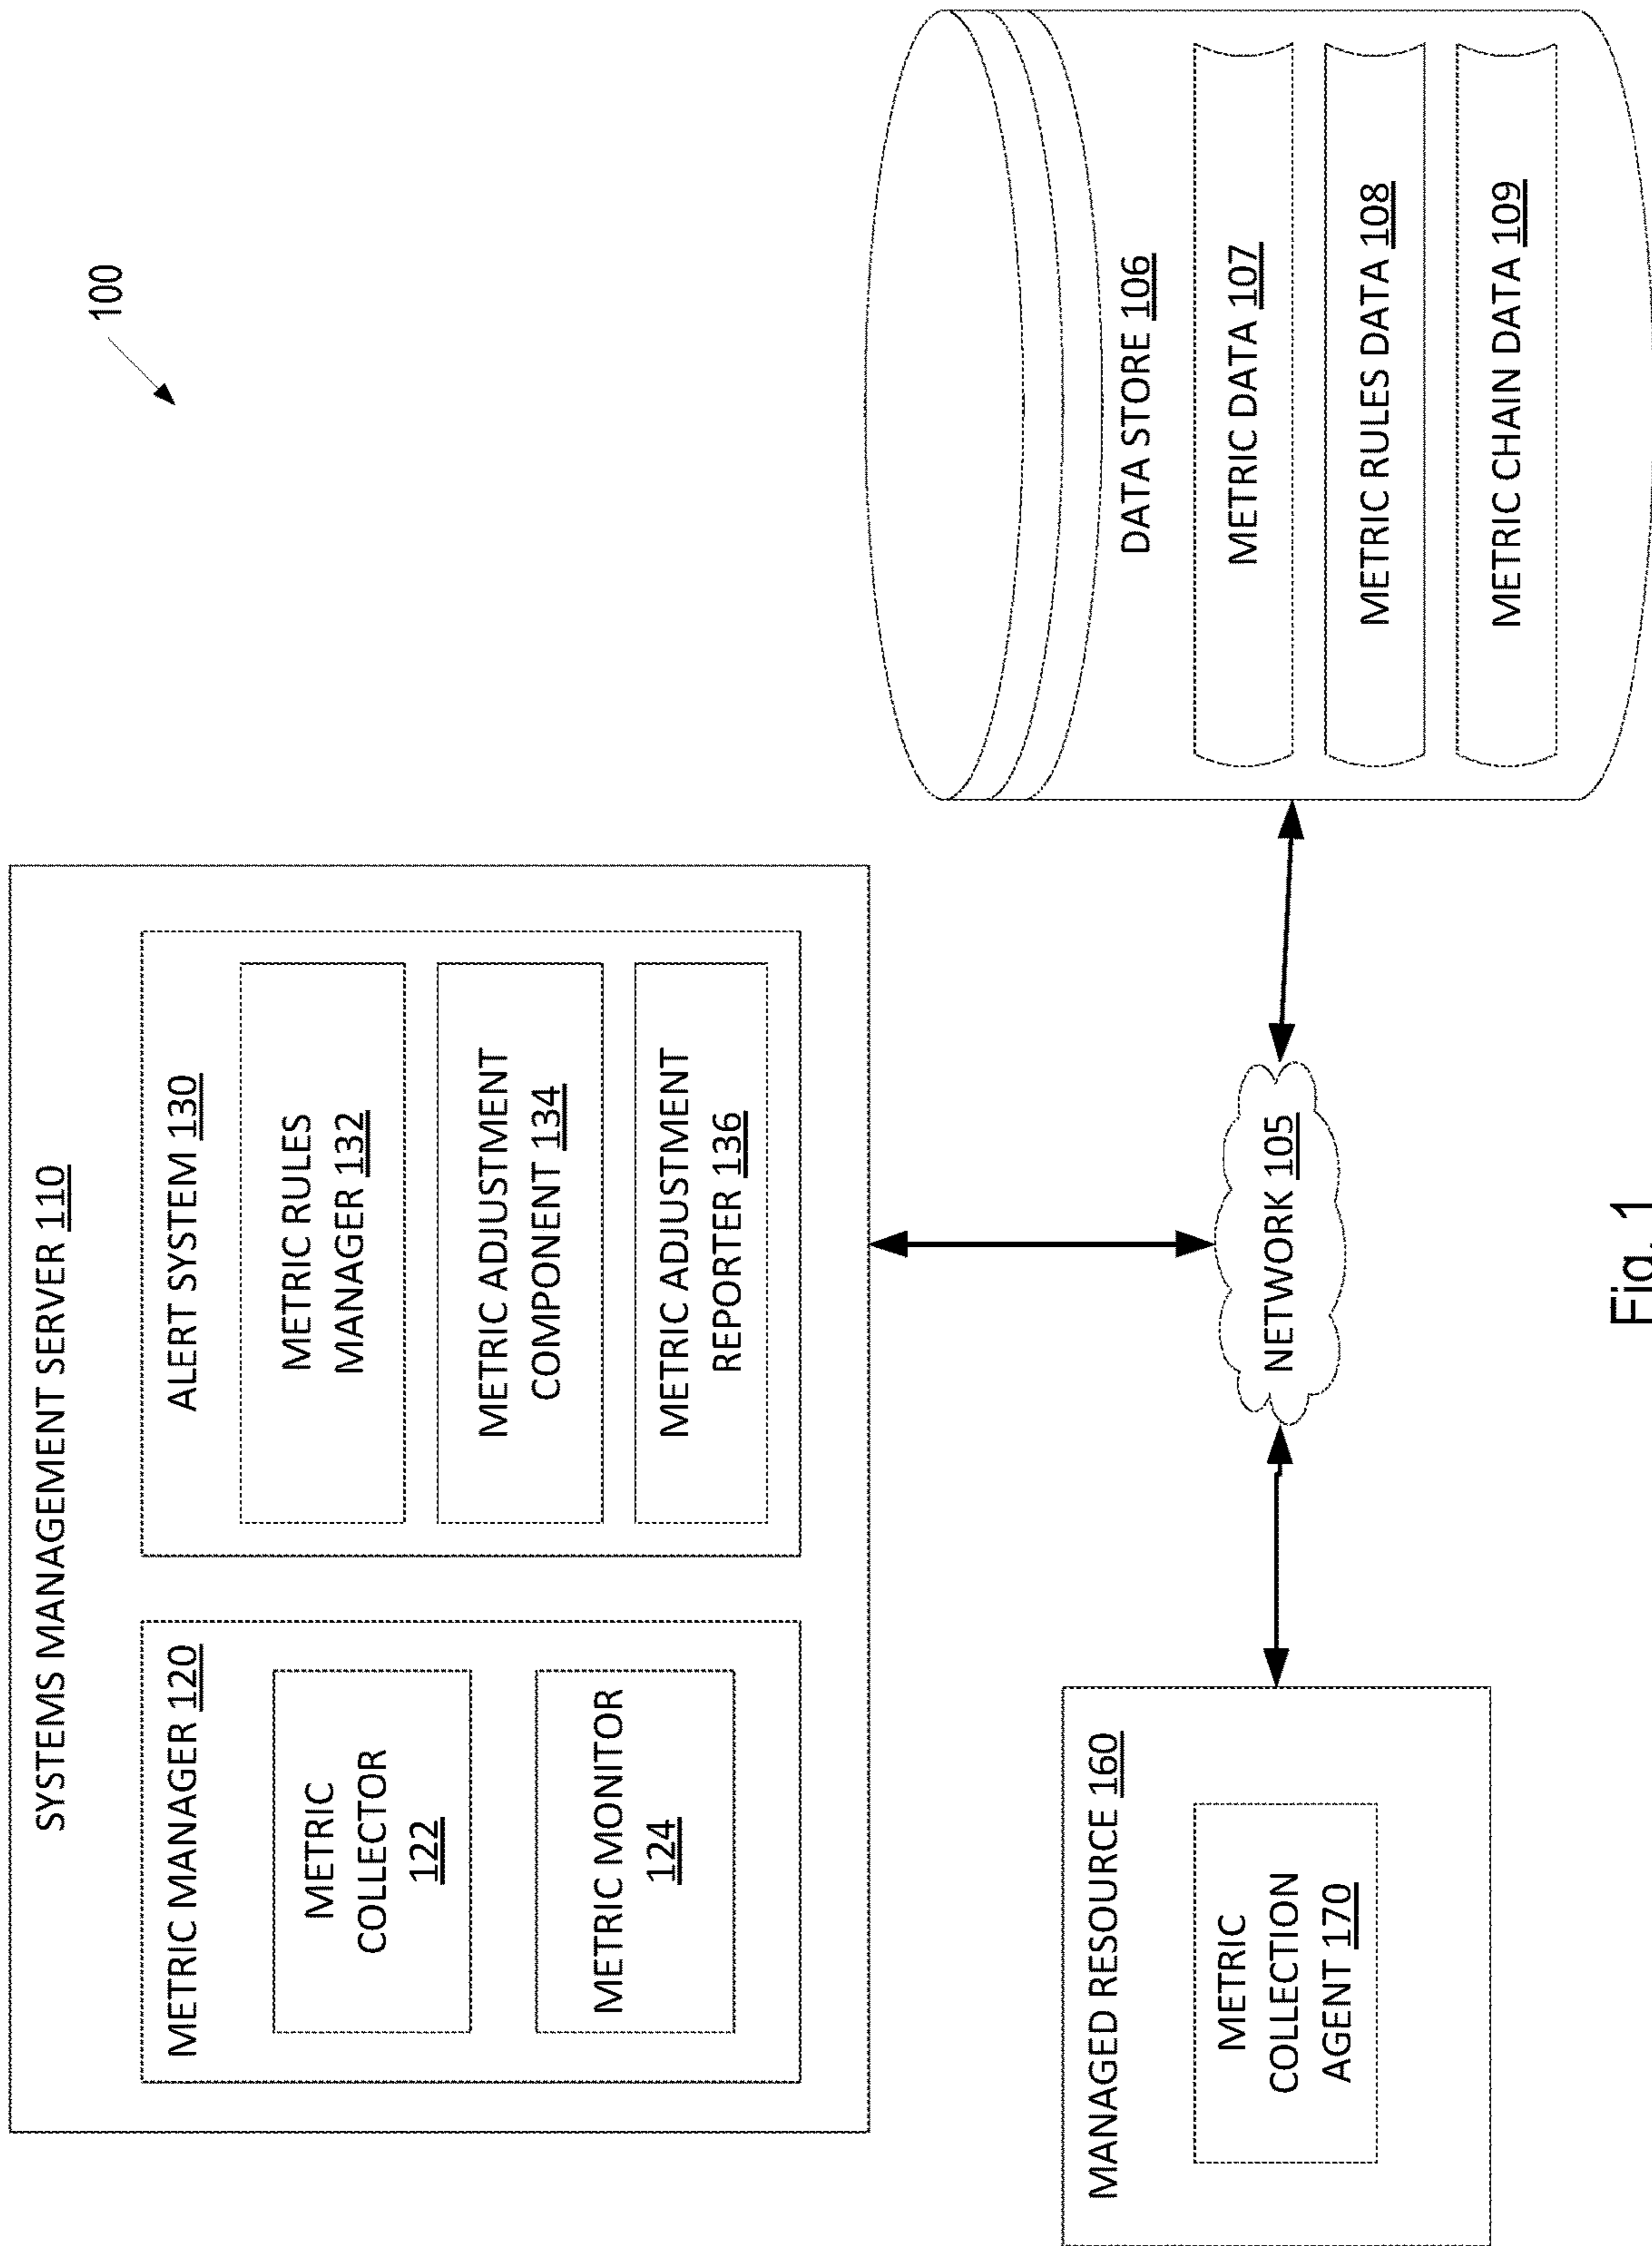 100
SYSTEMS MANAGEMENT SERVER 110
METRIC MANAGER 120
METRIC
COLLECTOR
122
METRIC MONITOR
124
ALERT SYSTEM 130
METRIC RULES
MANAGER 132
METRIC ADJUSTMENT
COMPONENT 134
METRIC ADJUSTMENT
REPORTER 136
MANAGED RESOURCE 160
METRIC
COLLECTION
AGENT 170
NETWORK 105
DATA STORE 106
METRIC DATA 107
METRIC RULES DATA 108
METRIC CHAIN DATA 109
Fig. 1